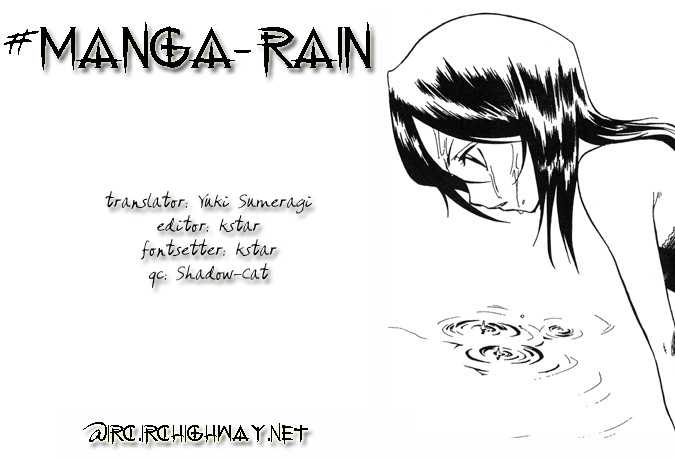 #MANGA-RAIN
translator: Yuki Sumeragi
editor: kstar
fontsetter: kstar
qc: Shadow-Cat
@IRC.IRCHIGHWAY.NET